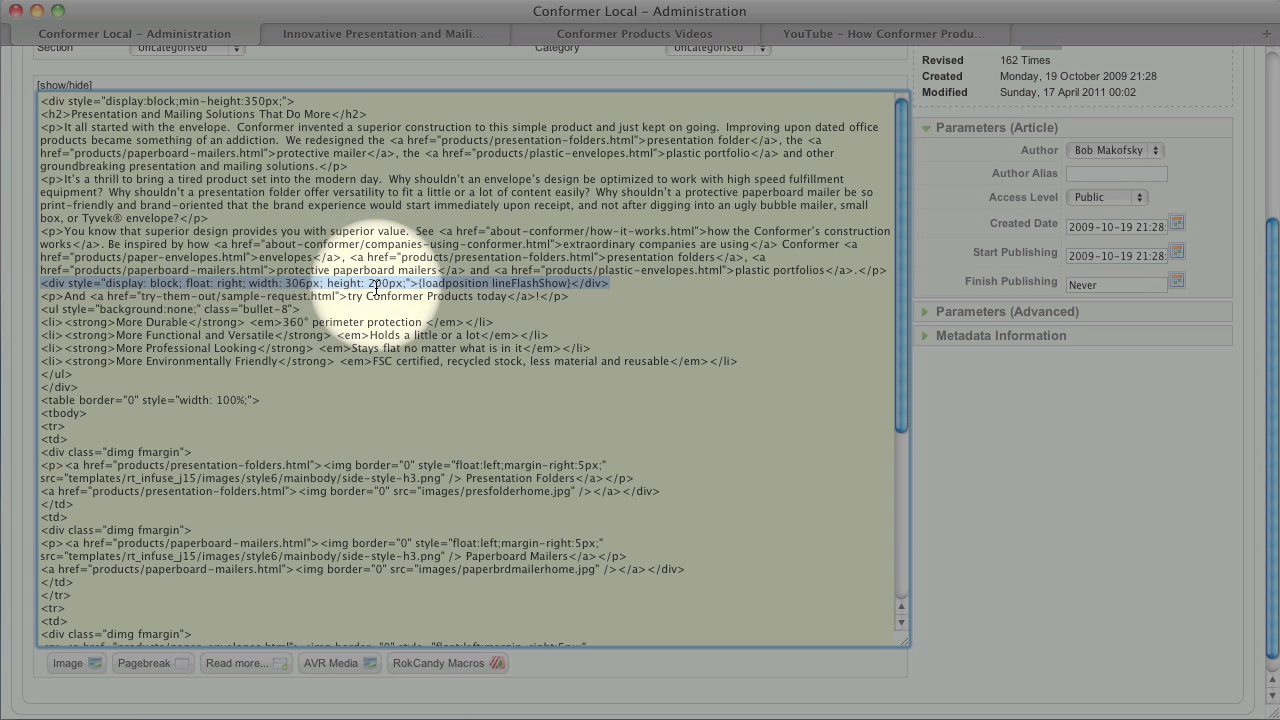 Conformer Local – Administration
Conformer Local – Administration
Innovative Presentation and Maili...
Conformer Products Videos
YouTube – How Conformer Produ...
Section
Uncategorised
Category
Uncategorised
[show/hide]
<div style="display:block;min-height:350px;">
<h2>Presentation and Mailing Solutions That Do More</h2>
<p>It all started with the envelope.  Conformer invented a superior construction to this simple product and just kept on going.  Improving upon dated office
products became something of an addiction.  We redesigned the <a href="products/presentation-folders.html">presentation folder</a>, the <a
href="products/paperboard-mailers.html">protective mailer</a>, the <a href="products/plastic-envelopes.html">plastic portfolio</a> and other
groundbreaking presentation and mailing solutions.</p>
<p>It's a thrill to bring a tired product set into the modern day.  Why shouldn't an envelope's design be optimized to work with high speed fulfillment
equipment?  Why shouldn't a presentation folder offer versatility to fit a little or a lot of content easily?  Why shouldn't a protective paperboard mailer be so
print-friendly and brand-oriented that the brand experience would start immediately upon receipt, and not after digging into an ugly bubble mailer, small
box, or Tyvek® envelope?</p>
<p>You know that superior design provides you with superior value.  See <a href="about-conformer/how-it-works.html">how the Conformer's construction
works</a>. Be inspired by how <a href="about-conformer/companies-using-conformer.html">extraordinary companies are using</a> Conformer <a
href="products/paper-envelopes.html">envelopes</a>, <a href="products/presentation-folders.html">presentation folders</a>, <a
href="products/paperboard-mailers.html">protective paperboard mailers</a> and <a href="products/plastic-envelopes.html">plastic portfolios</a>.</p>
<div style="display: block; float: right; width: 306px; height: 200px;">{loadposition lineFlashShow}</div>
<p>And <a href="try-them-out/sample-request.html">try Conformer Products today</a>!</p>
<ul style="background:none;" class="bullet-8">
<li><strong>More Durable</strong> <em>360° perimeter protection </em></li>
<li><strong>More Functional and Versatile</strong> <em>Holds a little or a lot</em></li>
<li><strong>More Professional Looking</strong> <em>Stays flat no matter what is in it</em></li>
<li><strong>More Environmentally Friendly</strong> <em>FSC certified, recycled stock, less material and reusable</em></li>
</ul>
</div>
<table border="0" style="width: 100%;">
<tbody>
<tr>
<td>
<div class="dimg fmargin">
<p><a href="products/presentation-folders.html"><img border="0" style="float:left;margin-right:5px;"
src="templates/rt_infuse_j15/images/style6/mainbody/side-style-h3.png" /> Presentation Folders</a></p>
<a href="products/presentation-folders.html"><img border="0" src="images/presfolderhome.jpg" /></a></div>
</td>
<td>
<div class="dimg fmargin">
<p><a href="products/paperboard-mailers.html"><img border="0" style="float:left;margin-right:5px;"
src="templates/rt_infuse_j15/images/style6/mainbody/side-style-h3.png" /> Paperboard Mailers</a></p>
<a href="products/paperboard-mailers.html"><img border="0" src="images/paperbrdmailerhome.jpg" /></a></div>
</td>
</tr>
<tr>
<td>
<div class="dimg fmargin">
Image
Pagebreak
Read more...
AVR Media
RokCandy Macros
Revised 162 Times
Created Monday, 19 October 2009 21:28
Modified Sunday, 17 April 2011 00:02
Parameters (Article)
Author Bob Makofsky
Author Alias
Access Level Public
Created Date 2009-10-19 21:28:
Start Publishing 2009-10-19 21:28:
Finish Publishing Never
Parameters (Advanced)
Metadata Information